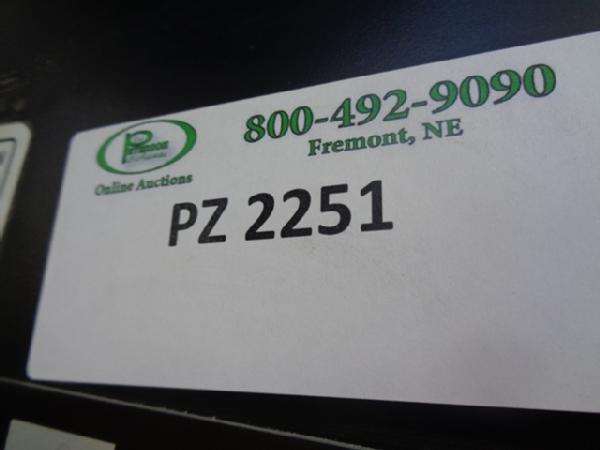 800-492-9090
Fremont, NE
Online Auctions
PZ 2251